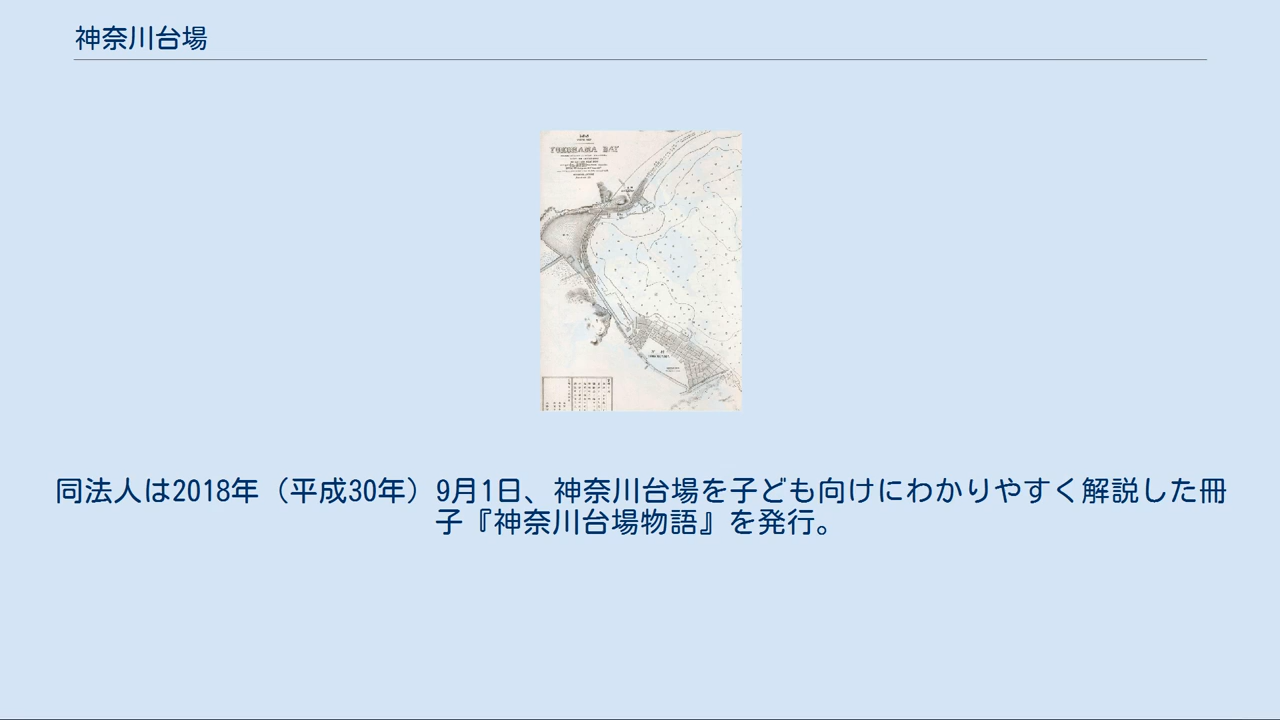 神奈川台場
YOKOHAMA BAY
同法人は2018年（平成30年）9月1日、神奈川台場を子ども向けにわかりやすく解説した冊
子『神奈川台場物語』を発行。